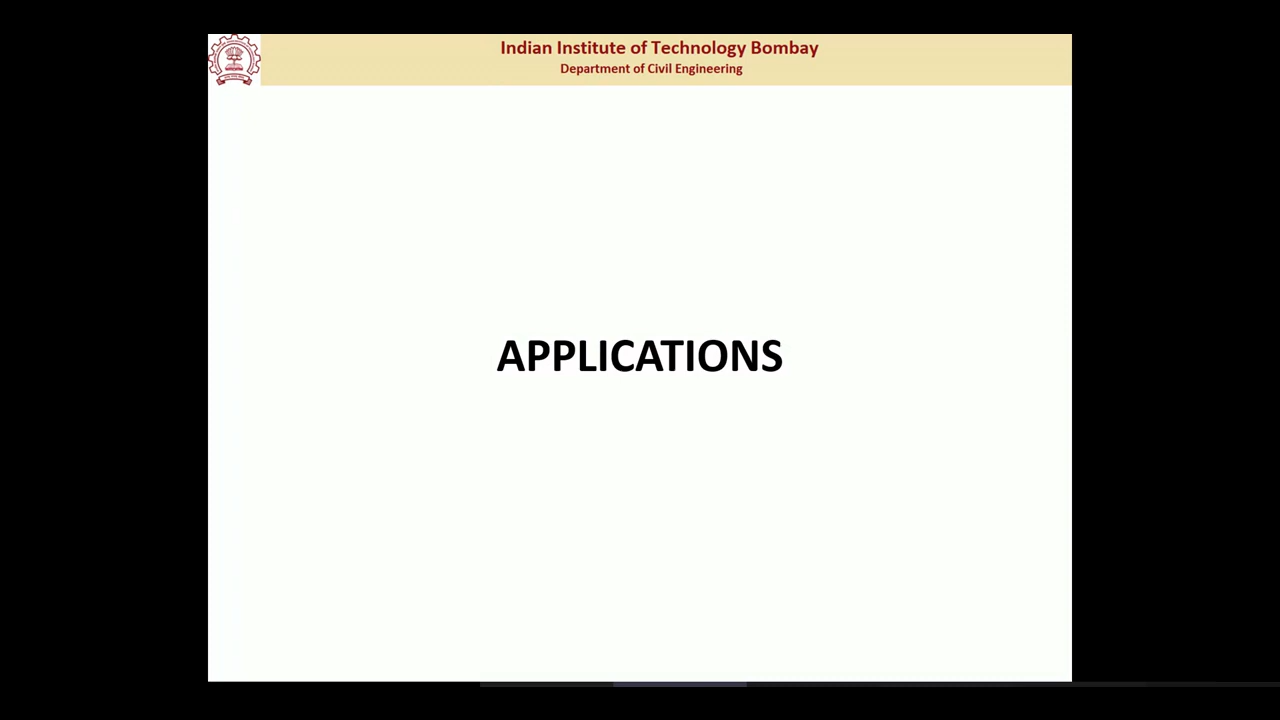 Indian Institute of Technology Bombay
Department of Civil Engineering
APPLICATIONS